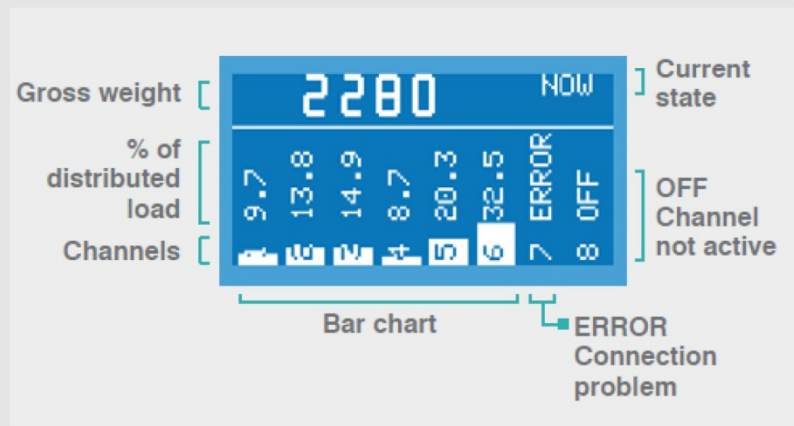 Gross weight
2280
NOW
Current
state
% of
distributed
load
9.7
13.8
14.9
8.7
20.3
32.5
ERROR
OFF
Channels
1
3
2
4
5
6
7
8
OFF
Channel
not active
Bar chart
ERROR
Connection
problem